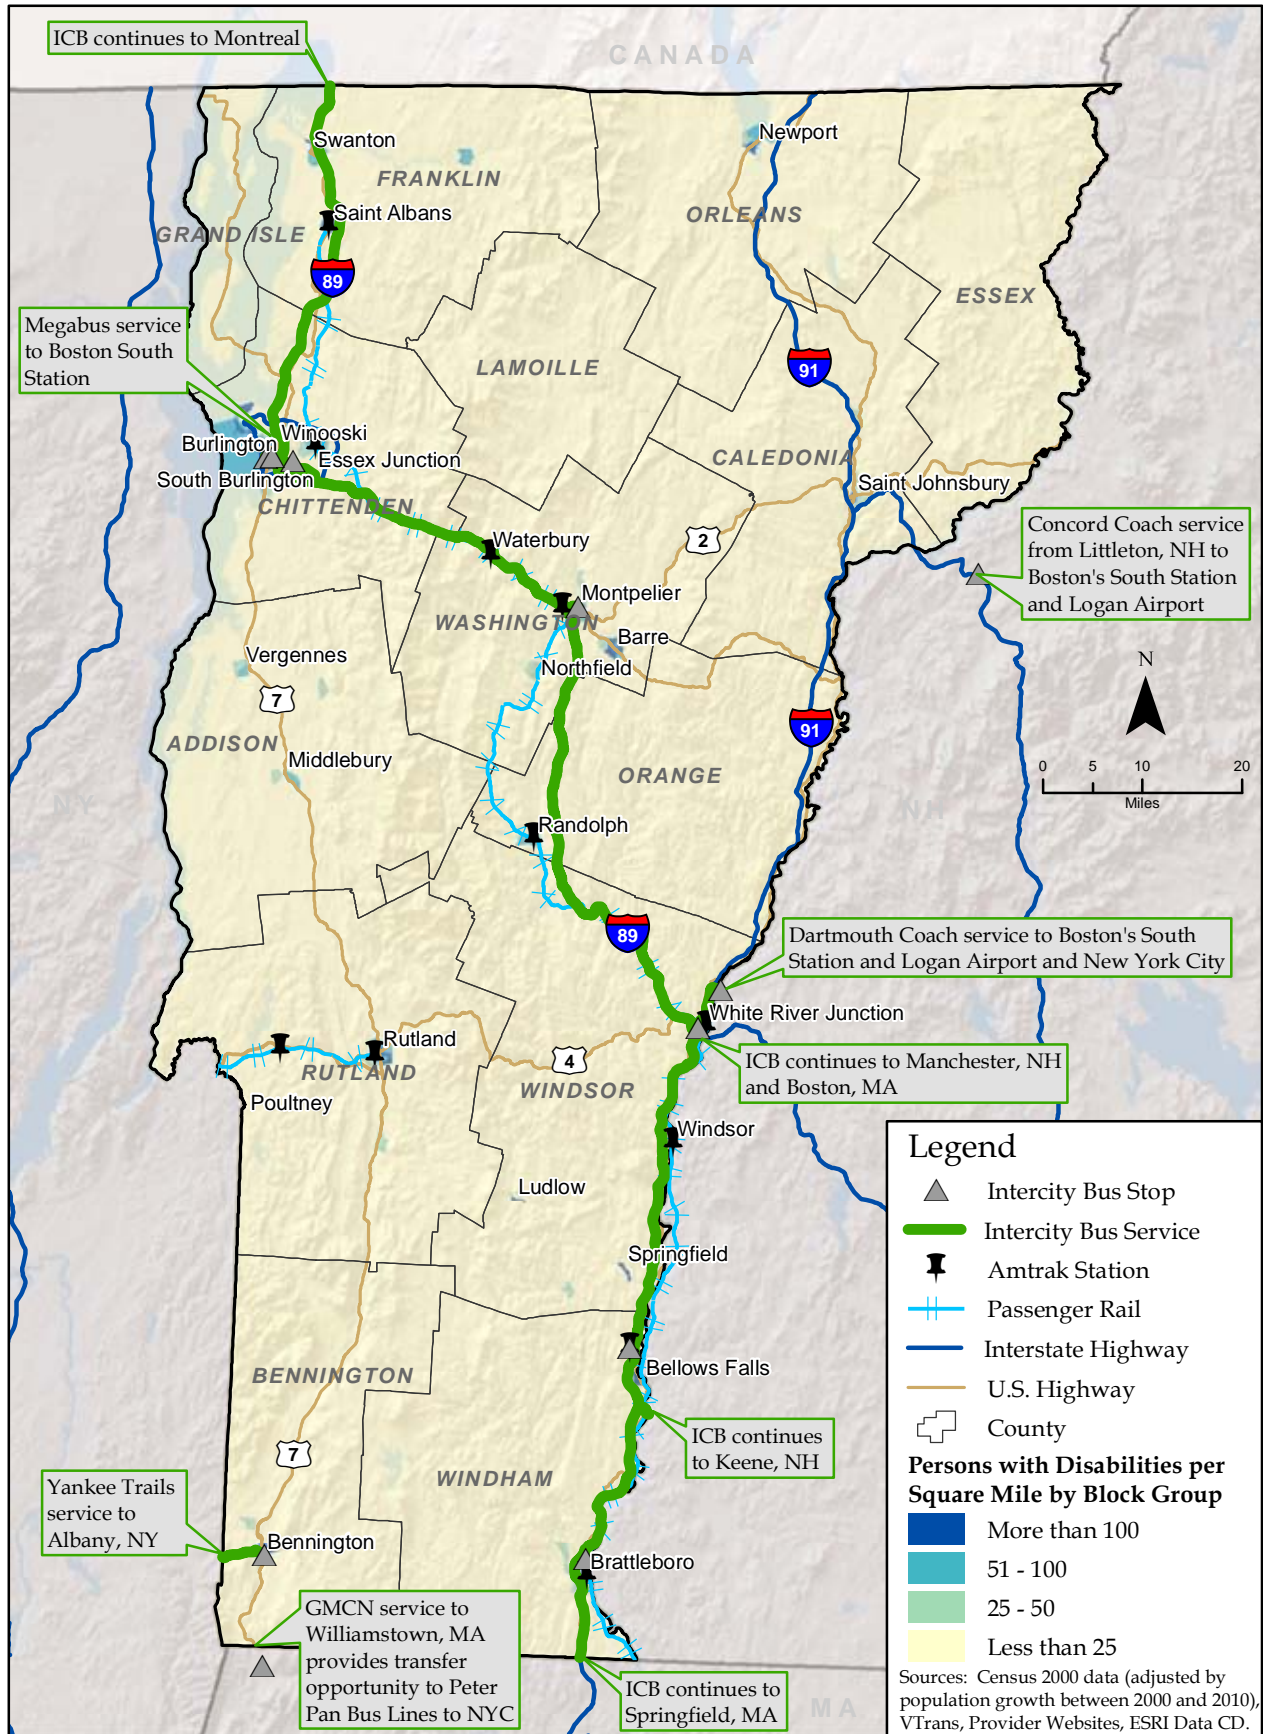 ICB continues to Montreal
CANADA
Swanton
Newport
FRANKLIN
Saint Albans
ORLEANS
GRAND ISLE
89
ESSEX
Megabus service
to Boston South
Station
LAMOILLE
91
Winooski
Burlington
Essex Junction
South Burlington
CALEDONIA
Saint Johnsbury
CHITTENDEN
Concord Coach service
from Littleton, NH to
Boston's South Station
and Logan Airport
Waterbury
2
Montpelier
WASHINGTON
Barre
Northfield
Vergennes
N
7
91
ADDISON
Middlebury
ORANGE
0 5 10 20
Miles
NY
Randolph
89
Dartmouth Coach service to Boston's South
Station and Logan Airport and New York City
White River Junction
Rutland
4
ICB continues to Manchester, NH
and Boston, MA
RUTLAND
WINDSOR
Poultney
Windsor
Ludlow
Springfield
Bellows Falls
BENNINGTON
ICB continues
to Keene, NH
7
WINDHAM
Yankee Trails
service to
Albany, NY
Bennington
Brattleboro
GMCN service to
Williamstown, MA
provides transfer
opportunity to Peter
Pan Bus Lines to NYC
ICB continues to
Springfield, MA
MA
Legend
Intercity Bus Stop
Intercity Bus Service
Amtrak Station
Passenger Rail
Interstate Highway
U.S. Highway
County
Persons with Disabilities per
Square Mile by Block Group
More than 100
51 - 100
25 - 50
Less than 25
Sources: Census 2000 data (adjusted by
population growth between 2000 and 2010),
VTrans, Provider Websites, ESRI Data CD.